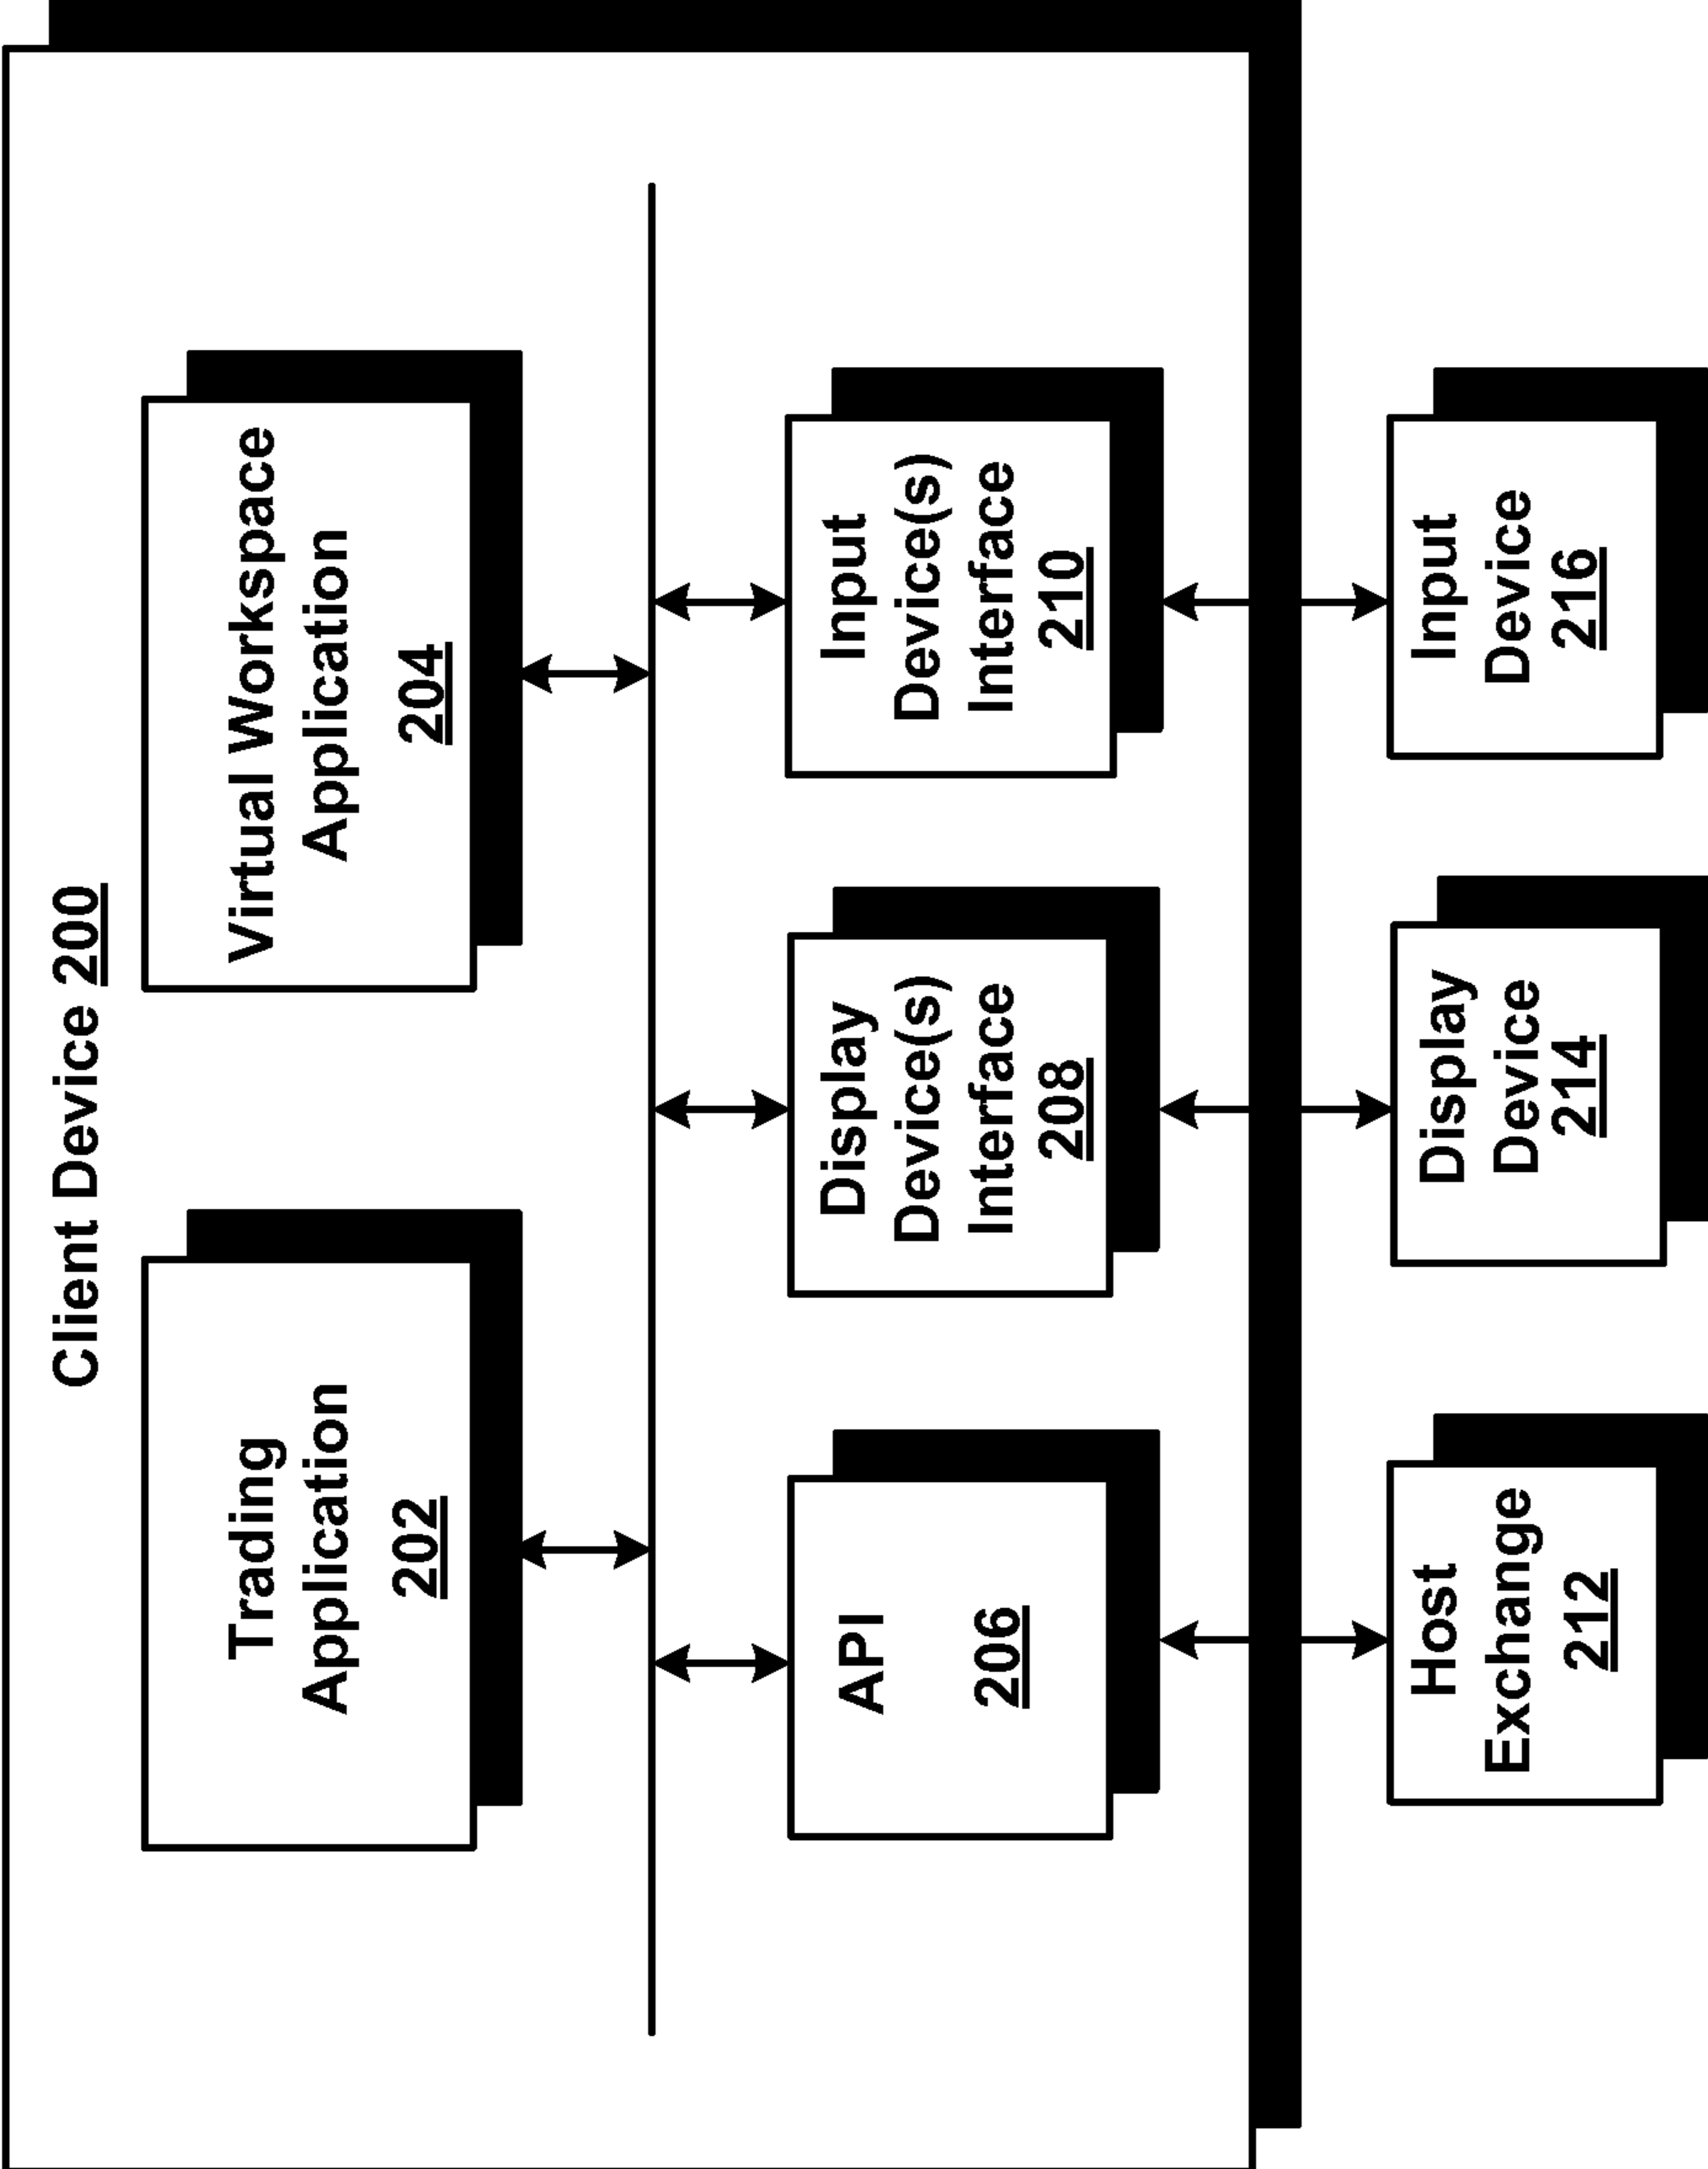 Client Device 200
Trading
Application
202
Virtual Workspace
Application
204
API
206
Display
Device(s)
Interface
208
Input
Device(s)
Interface
210
Host
Exchange
212
Display
Device
214
Input
Device
216